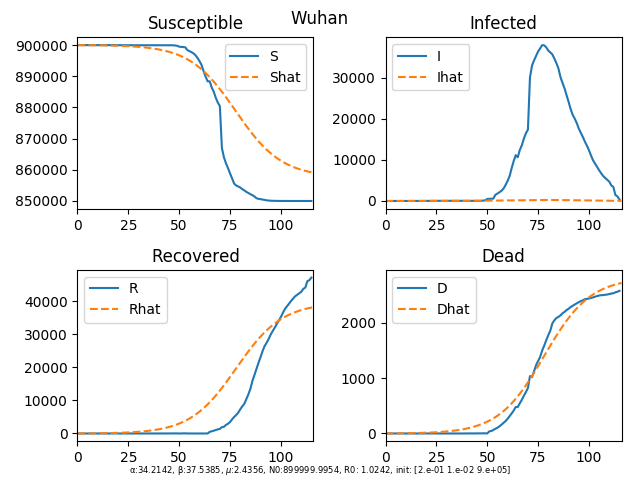 Wuhan
Susceptible
Infected
900000
890000
880000
870000
860000
850000
S
Shat
0 25 50 75 100
30000
20000
10000
0
I
Ihat
0 25 50 75 100
Recovered
Dead
40000
30000
20000
10000
0
R
Rhat
0 25 50 75 100
2000
1000
0
D
Dhat
0 25 50 75 100
α:34.2142, β:37.5385, μ:2.4356, N0:899999.9954, R0: 1.0242, init: [2.e-01 1.e-02 9.e+05]